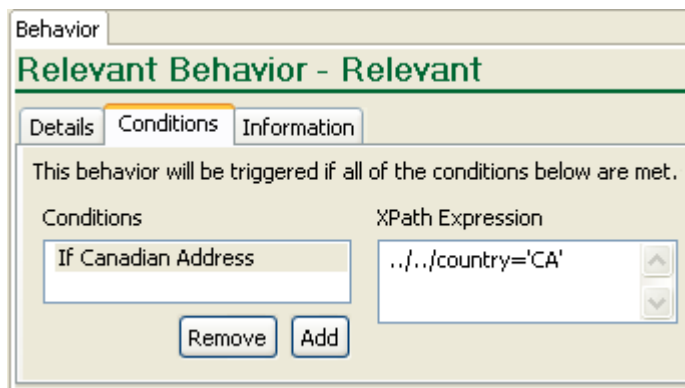 Behavior
Relevant Behavior - Relevant
Details Conditions Information
This behavior will be triggered if all of the conditions below are met.
Conditions XPath Expression
If Canadian Address ../../country='CA'
Remove Add